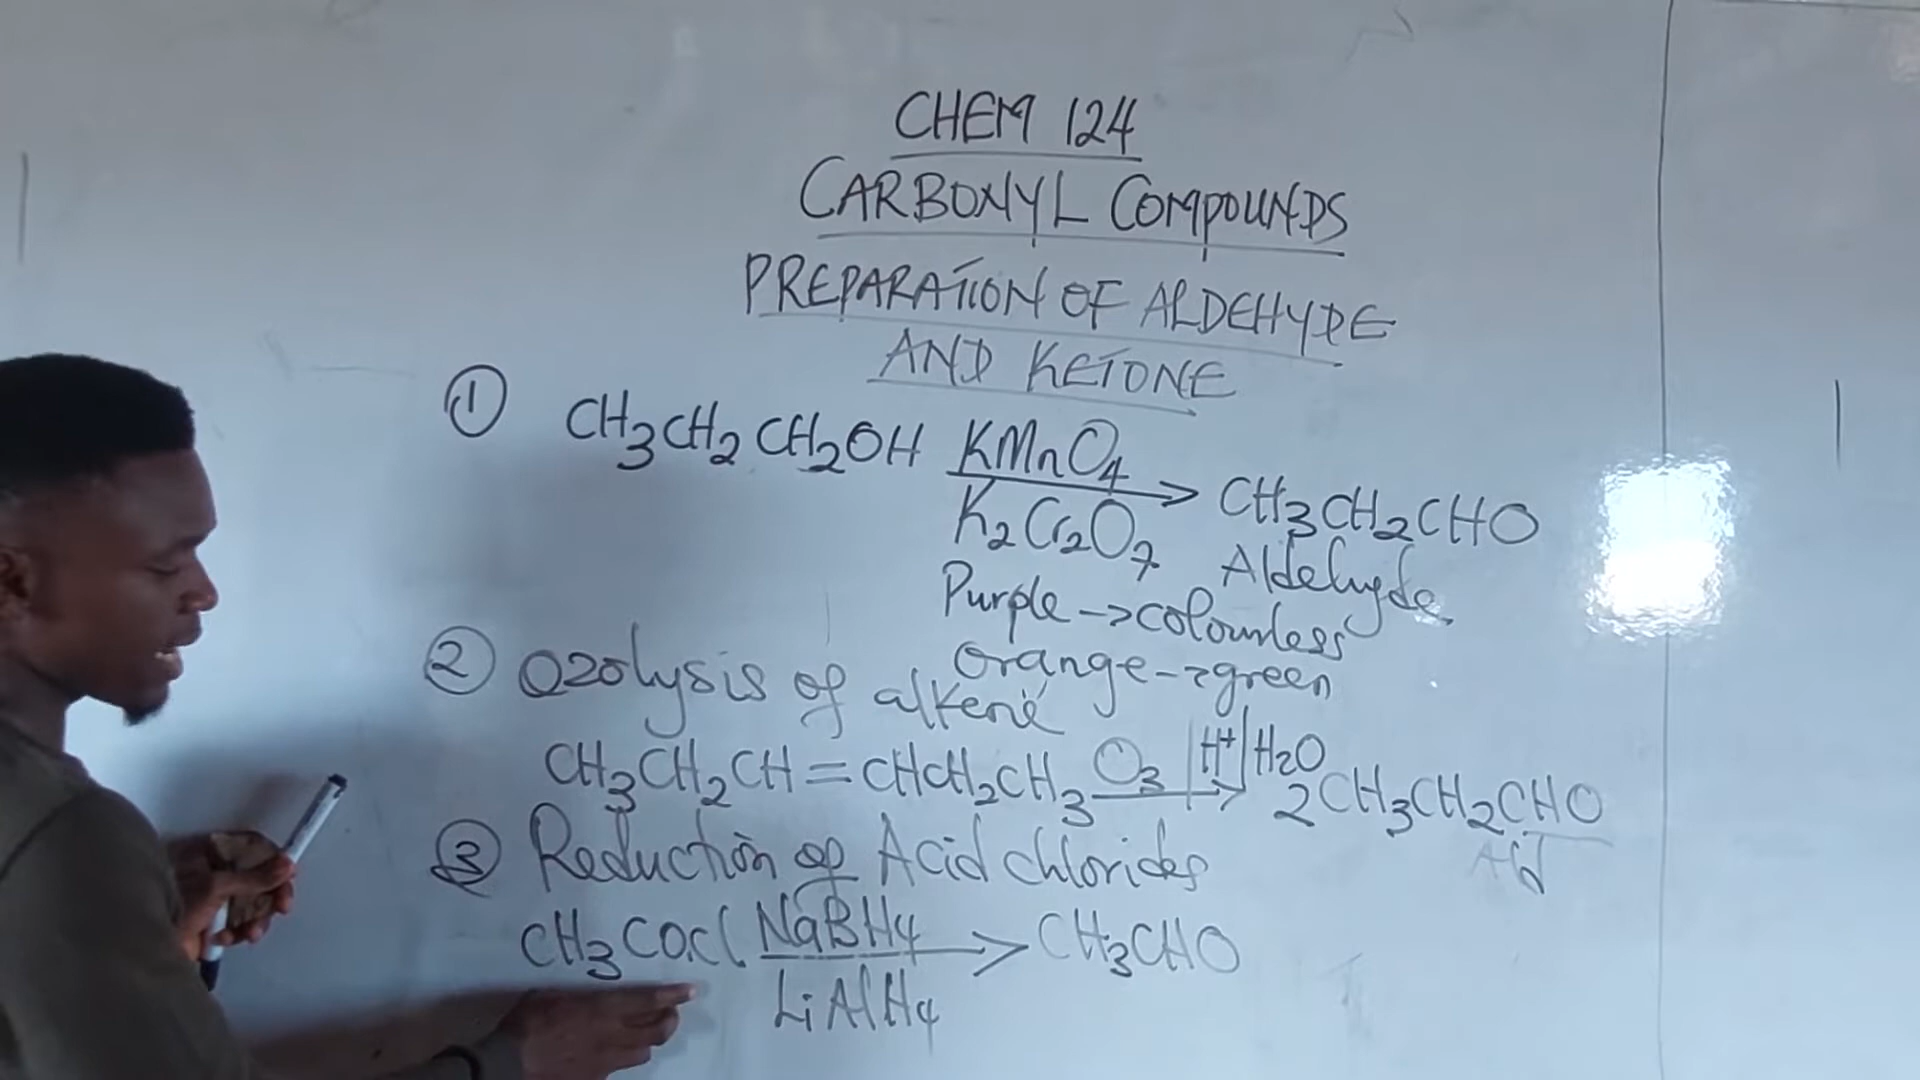 CHEM 124
CARBONYL COMPOUNDS
PREPARATION OF ALDEHYDE
AND KETONE
① CH₃CH₂CH₂OH KMnO₄ → CH₃CH₂CHO
K₂Cr₂O₇ Aldehyde
Purple → colourless
orange → green
② Ozolysis of alkene
CH₃CH₂CH=CHCH₂CH₃ O₃ | H⁺ | H₂O → 2CH₃CH₂CHO
Ald
③ Reduction of Acid chlorides
CH₃COCl NaBH₄ → CH₃CHO
LiAlH₄